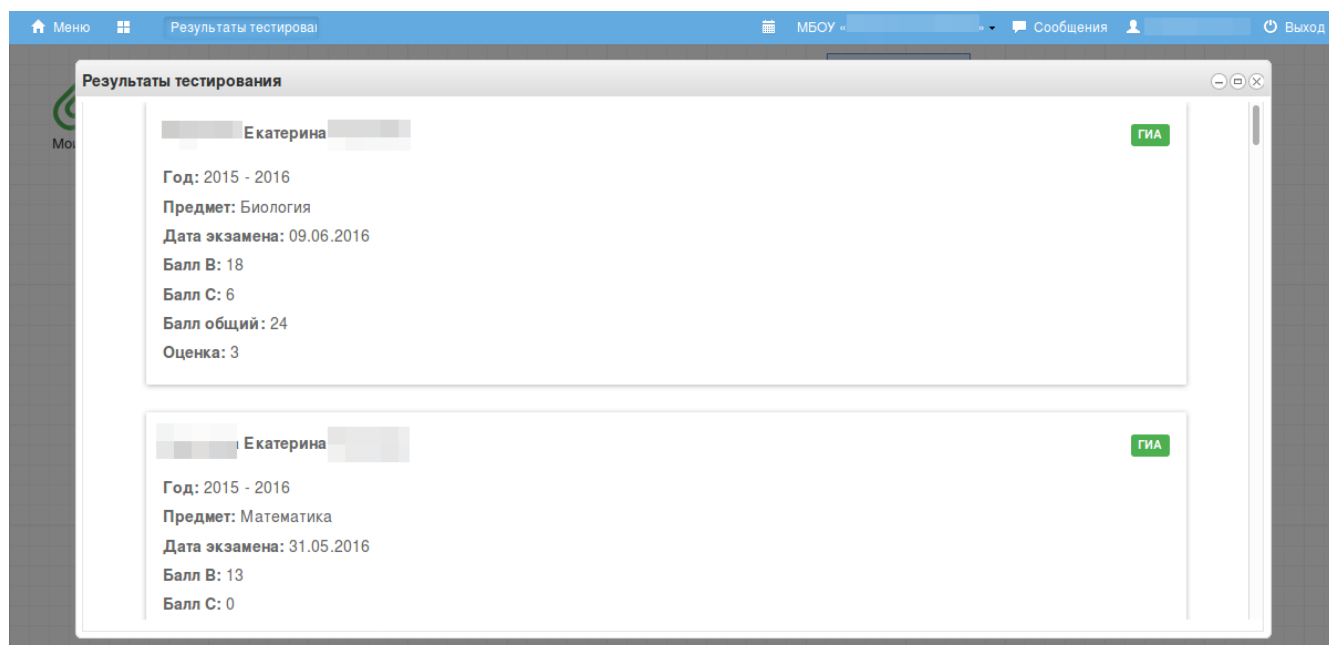 Меню Результаты тестирован МБОУ « » Сообщения Выход
Результаты тестирования
Мои
Екатерина ГИА
Год: 2015 - 2016
Предмет: Биология
Дата экзамена: 09.06.2016
Балл В: 18
Балл С: 6
Балл общий: 24
Оценка: 3
Екатерина ГИА
Год: 2015 - 2016
Предмет: Математика
Дата экзамена: 31.05.2016
Балл В: 13
Балл С: 0